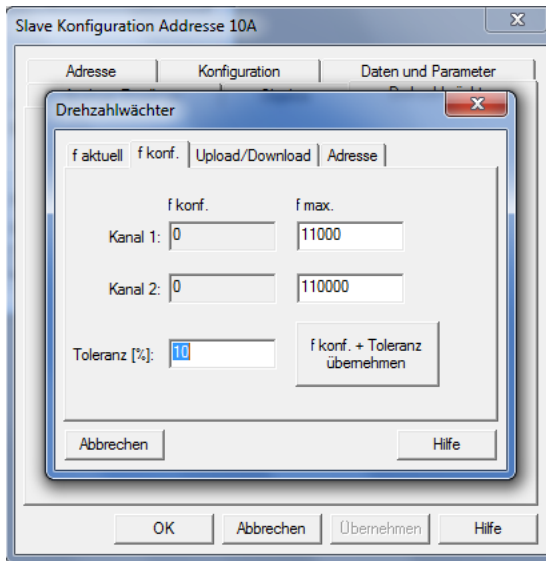 Slave Konfiguration Addresse 10A
Adresse Konfiguration Daten und Parameter
Drehzahlwächter
f aktuell f konf. Upload/Download Adresse
f konf. f max.
Kanal 1: 0 11000
Kanal 2: 0 110000
Toleranz [%]: 10 f konf. + Toleranz
übernehmen
Abbrechen Hilfe
OK Abbrechen Übernehmen Hilfe